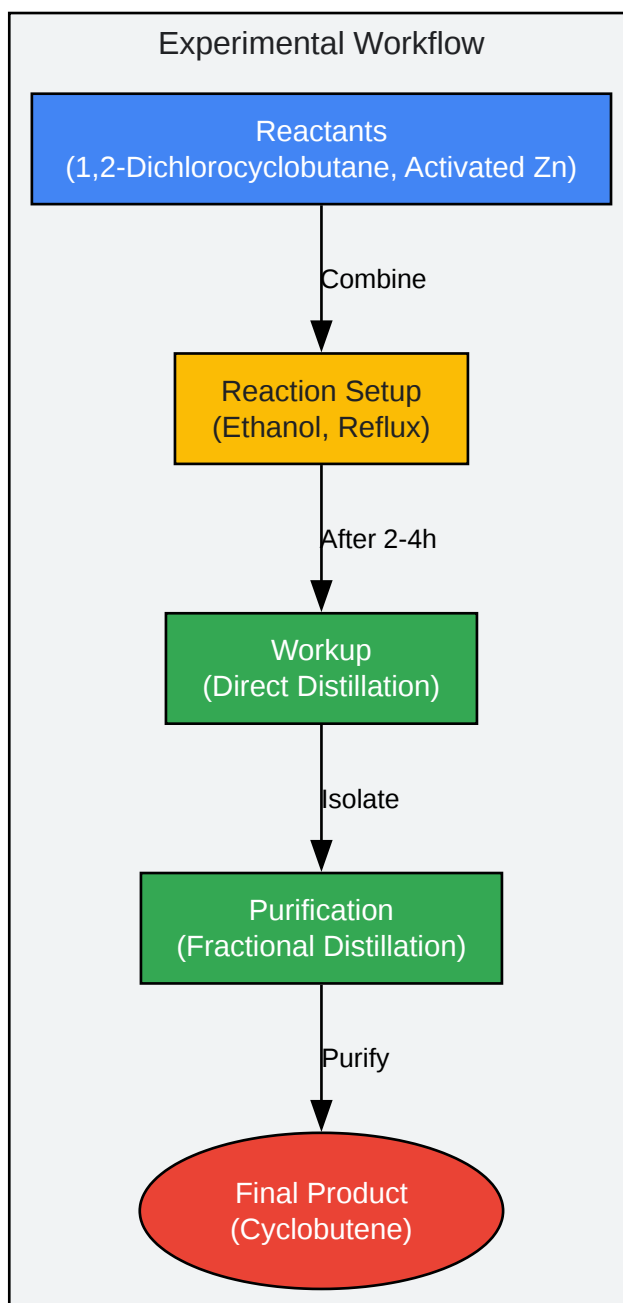 Experimental Workflow
Reactants
(1,2-Dichlorocyclobutane, Activated Zn)
Combine
Reaction Setup
(Ethanol, Reflux)
After 2-4h
Workup
(Direct Distillation)
Isolate
Purification
(Fractional Distillation)
Purify
Final Product
(Cyclobutene)